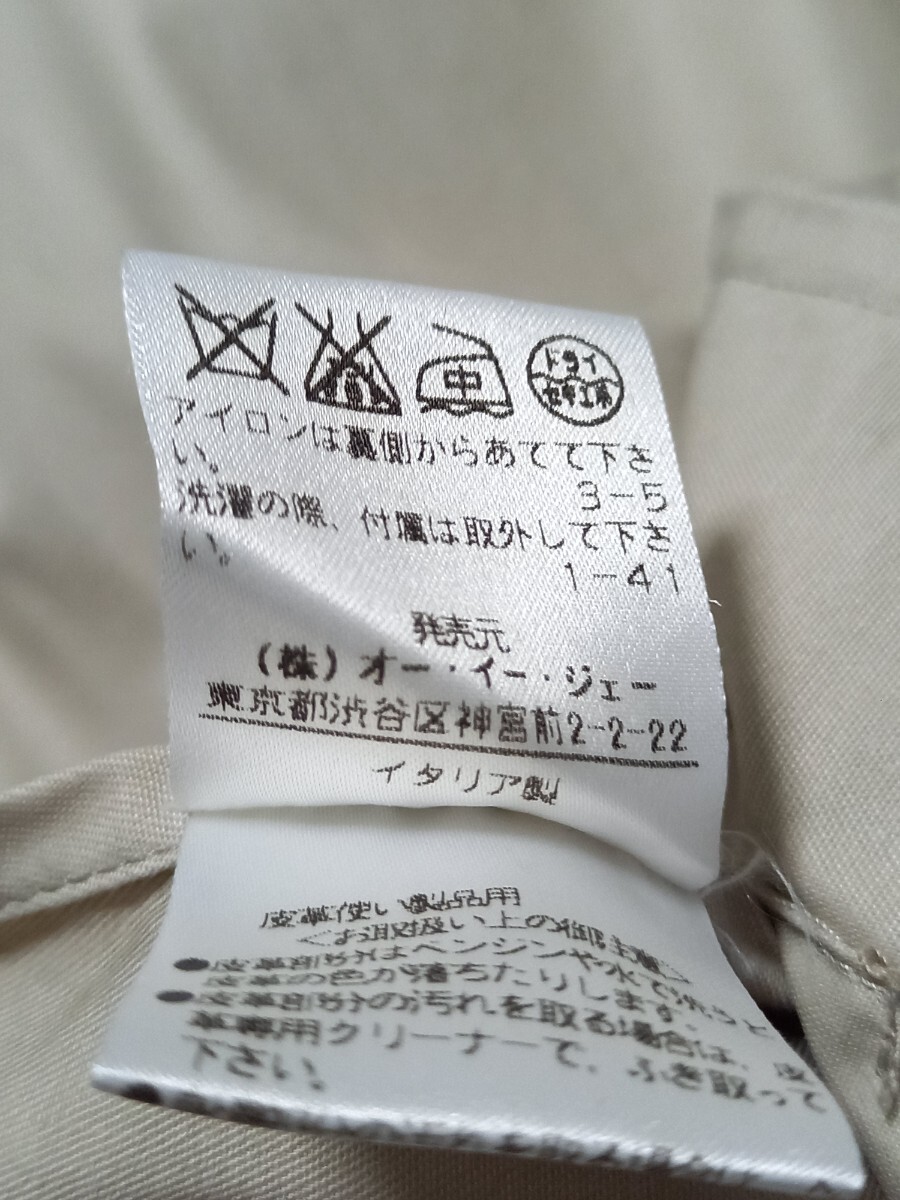 中
ドライ
セキユ系
アイロンは裏側からあてて下さ
い。
3-5
洗濯の際、付属は取外して下さ
い。
1-41
発売元
(株)オー・イー・ジェー
東京都渋谷区神宮前2-2-22
イタリア製
皮革使い製品用
<お取扱い上の御注意>
●皮革部分はベンジンや水で洗うと
皮革の色が落ちたりします。
●皮革部分の汚れを取る場合は、皮
革専用クリーナーで、ふき取って
下さい。